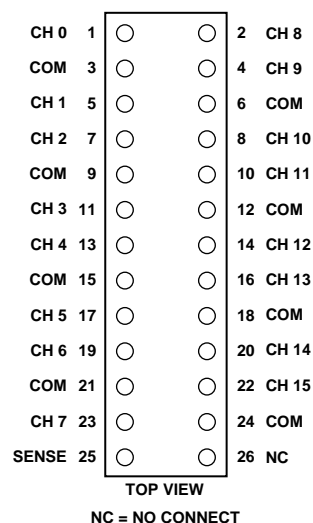 CH 0 1 2 CH 8
COM 3 4 CH 9
CH 1 5 6 COM
CH 2 7 8 CH 10
COM 9 10 CH 11
CH 3 11 12 COM
CH 4 13 14 CH 12
COM 15 16 CH 13
CH 5 17 18 COM
CH 6 19 20 CH 14
COM 21 22 CH 15
CH 7 23 24 COM
SENSE 25 26 NC
TOP VIEW
NC = NO CONNECT